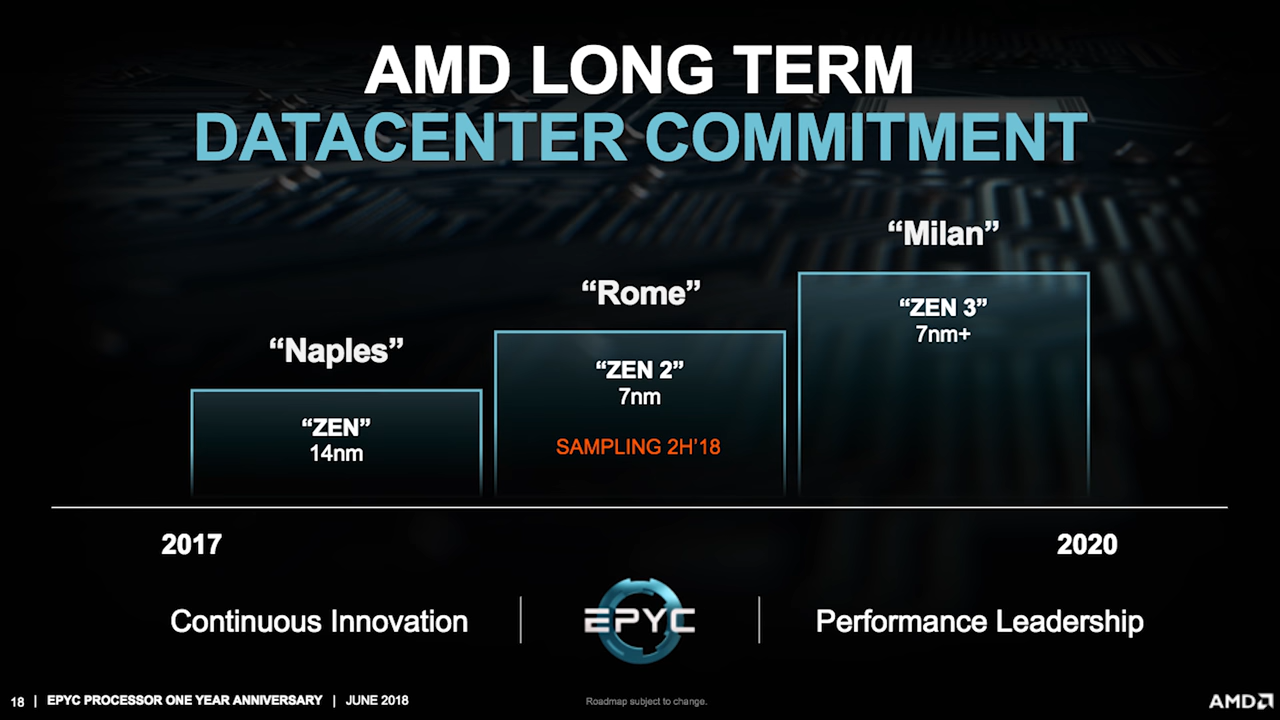 AMD LONG TERM
DATACENTER COMMITMENT
“Naples”
“ZEN”
14nm
“Rome”
“ZEN 2”
7nm
SAMPLING 2H’18
“Milan”
“ZEN 3”
7nm+
2017
2020
Continuous Innovation
EPYC
Performance Leadership
18 | EPYC PROCESSOR ONE YEAR ANNIVERSARY | JUNE 2018
Roadmap subject to change.
AMD